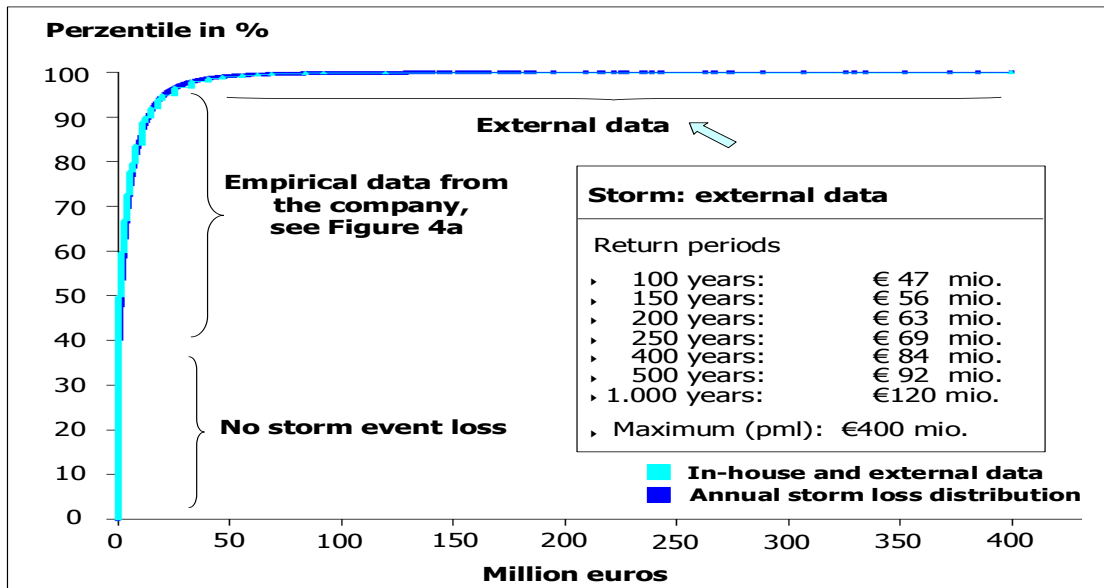 Perzentile in %
100
90
80
70
60
50
40
30
20
10
0
External data
Empirical data from
the company,
see Figure 4a
No storm event loss
Storm: external data
Return periods
‣ 100 years: € 47 mio.
‣ 150 years: € 56 mio.
‣ 200 years: € 63 mio.
‣ 250 years: € 69 mio.
‣ 400 years: € 84 mio.
‣ 500 years: € 92 mio.
‣ 1.000 years: €120 mio.
‣ Maximum (pml): €400 mio.
In-house and external data
Annual storm loss distribution
0 50 100 150 200 250 300 350 400
Million euros